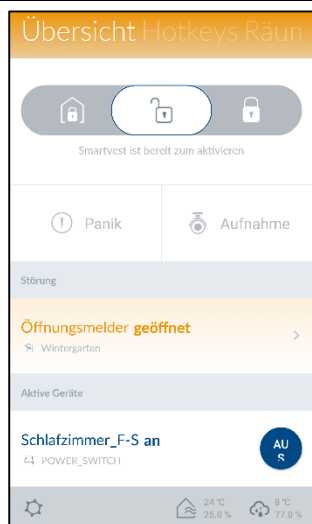 Übersicht Hotkeys Räun
Smartvest ist bereit zum aktivieren
Panik
Aufnahme
Störung
Öffnungsmelder geöffnet
Wintergarten
Aktive Geräte
Schlafzimmer_F-S an
POWER_SWITCH
AU
S
24 °C
25.0 %
8 °C
77.0 %